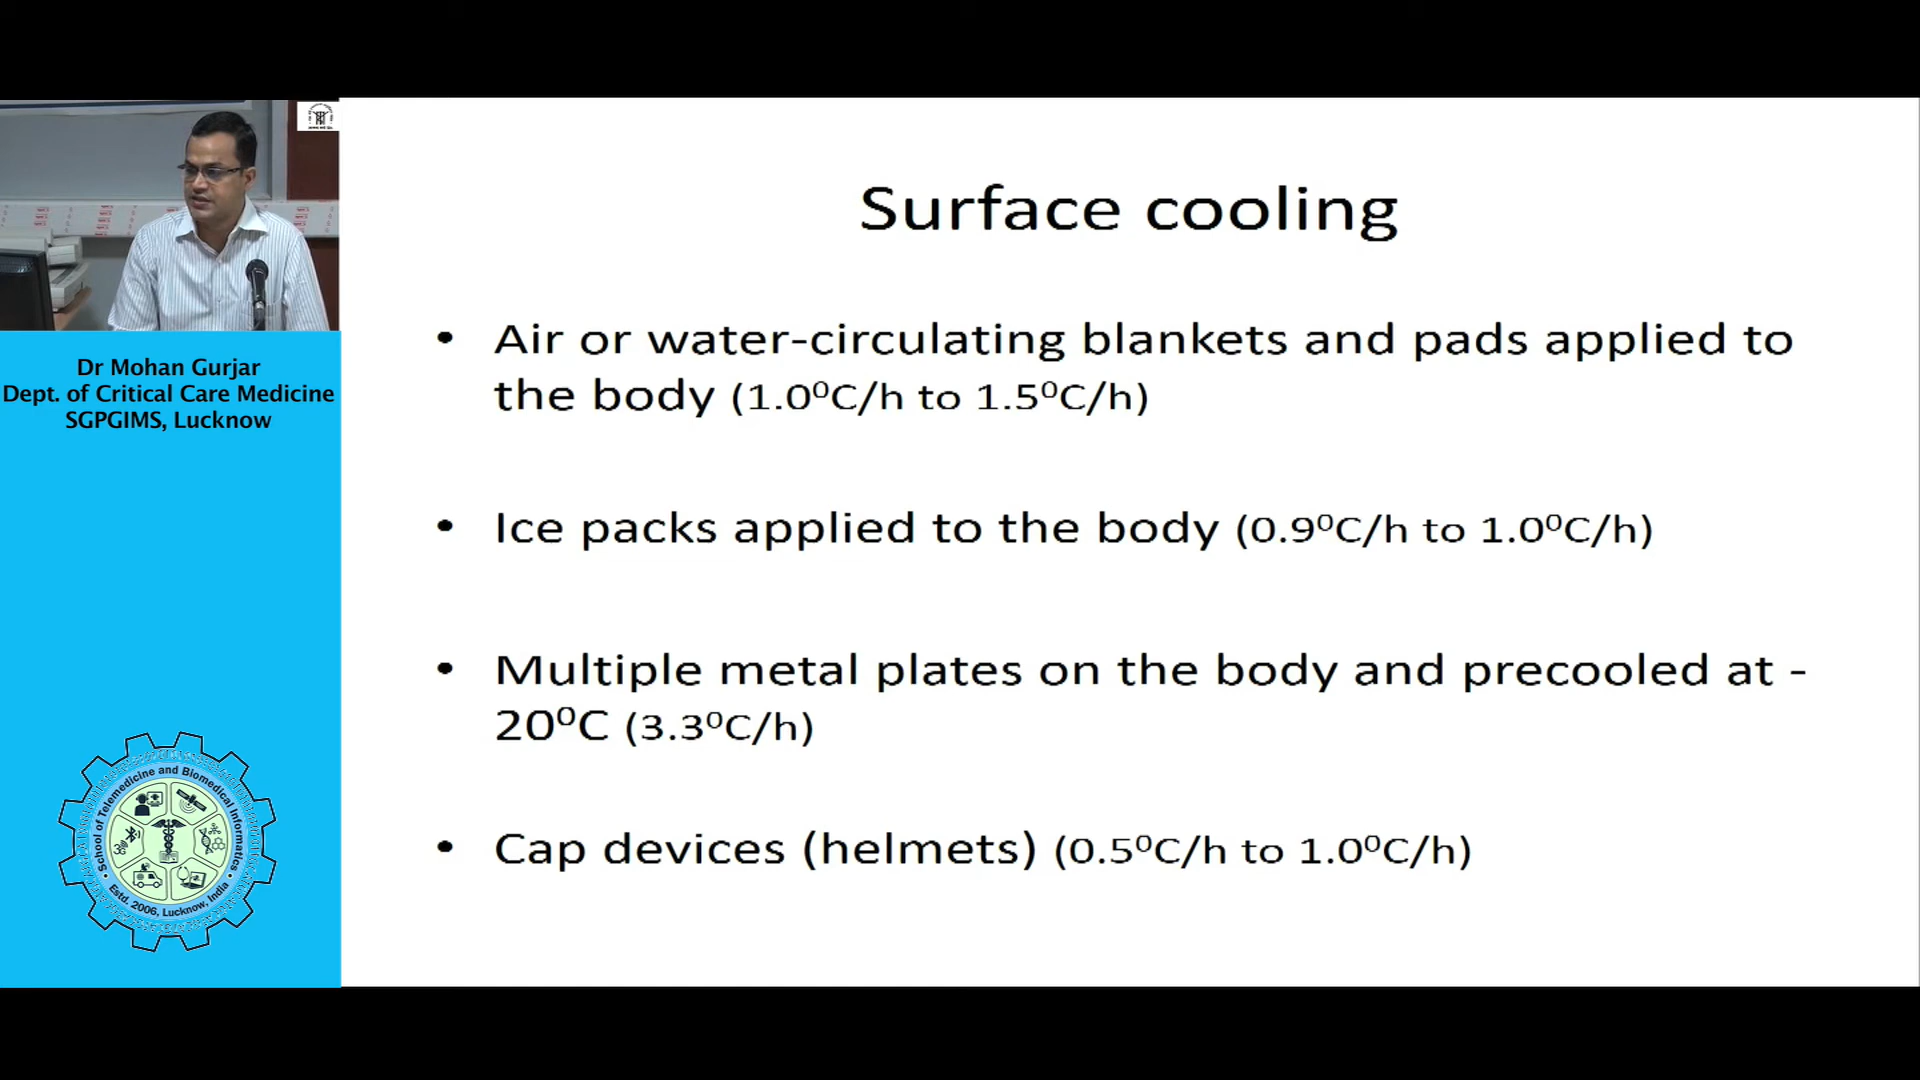 Surface cooling
• Air or water-circulating blankets and pads applied to
the body (1.0⁰C/h to 1.5⁰C/h)
• Ice packs applied to the body (0.9⁰C/h to 1.0⁰C/h)
• Multiple metal plates on the body and precooled at -
20⁰C (3.3⁰C/h)
• Cap devices (helmets) (0.5⁰C/h to 1.0⁰C/h)
Dr Mohan Gurjar
Dept. of Critical Care Medicine
SGPGIMS, Lucknow
School of Telemedicine and Biomedical Informatics
Estd. 2006, Lucknow, India